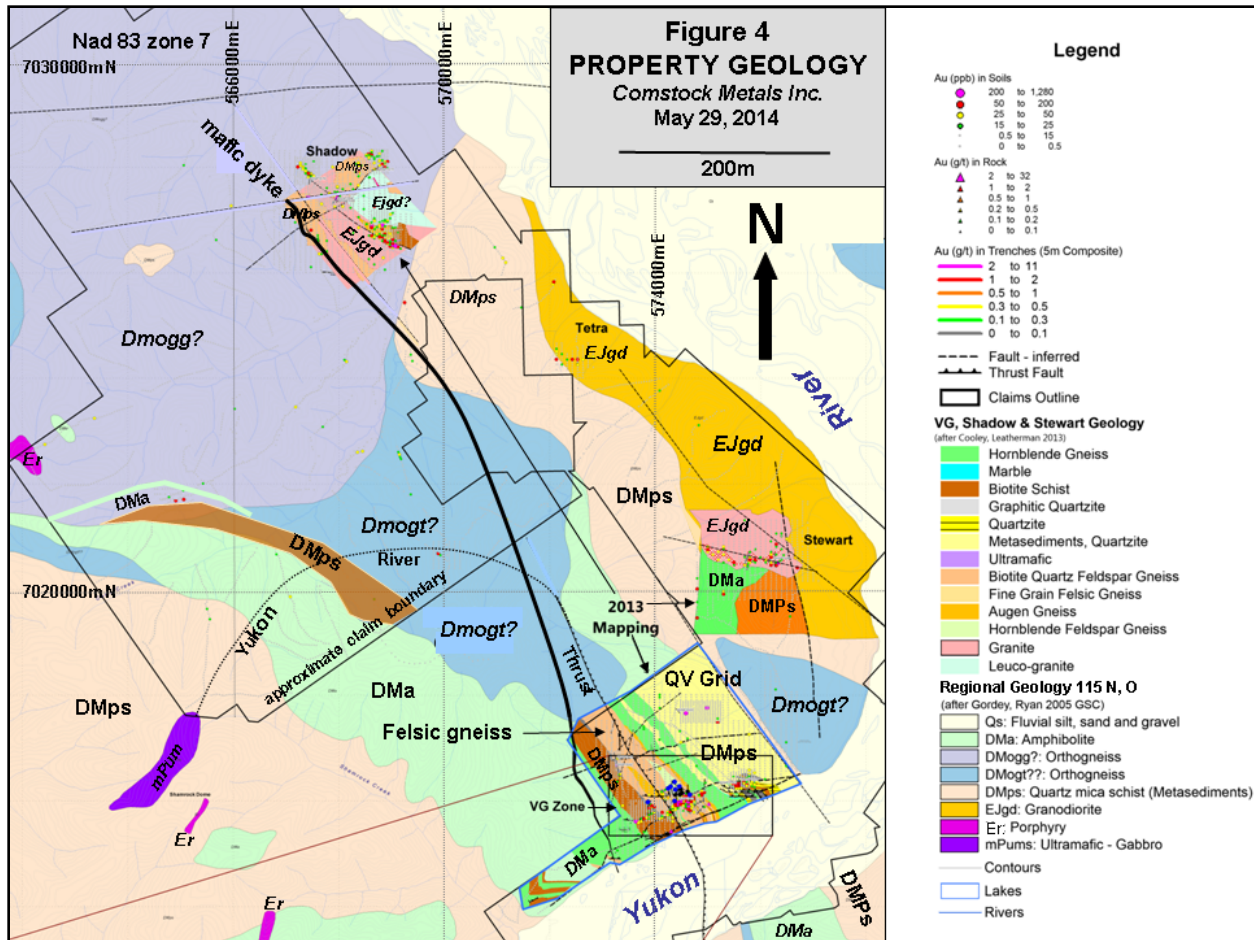 Nad 83 zone 7
7030000mN
566000mE
570000mE
Figure 4
PROPERTY GEOLOGY
Comstock Metals Inc.
May 29, 2014
200m
N
mafic dyke
Shadow
DMps
Ejgd?
DMps
EJgd
DMps
574000mE
Tetra
EJgd
River
Dmogg?
EJgd
Er
DMa
DMps
Dmogt?
River
DMps
EJgd
Stewart
DMa
DMPs
7020000mN
Yukon
approximate claim boundary
Dmogt?
2013
Mapping
Thrust
QV Grid
Dmogt?
DMps
DMa
Felsic gneiss
DMps
DMps
mPum
VG Zone
Shamrock Creek
Shamrock Dome
Er
DMa
Yukon
Er
DMPs
DMa
Legend
Au (ppb) in Soils
200 to 1,280
50 to 200
25 to 50
15 to 25
0.5 to 15
0 to 0.5
Au (g/t) in Rock
2 to 32
1 to 2
0.5 to 1
0.2 to 0.5
0.1 to 0.2
0 to 0.1
Au (g/t) in Trenches (5m Composite)
2 to 11
1 to 2
0.5 to 1
0.3 to 0.5
0.1 to 0.3
0 to 0.1
Fault - inferred
Thrust Fault
Claims Outline
VG, Shadow & Stewart Geology
(after Cooley, Leatherman 2013)
Hornblende Gneiss
Marble
Biotite Schist
Graphitic Quartzite
Quartzite
Metasediments, Quartzite
Ultramafic
Biotite Quartz Feldspar Gneiss
Fine Grain Felsic Gneiss
Augen Gneiss
Hornblende Feldspar Gneiss
Granite
Leuco-granite
Regional Geology 115 N, O
(after Gordey, Ryan 2005 GSC)
Qs: Fluvial silt, sand and gravel
DMa: Amphibolite
DMogg?: Orthogneiss
DMogt??: Orthogneiss
DMps: Quartz mica schist (Metasediments)
EJgd: Granodiorite
Er: Porphyry
mPums: Ultramafic - Gabbro
Contours
Lakes
Rivers